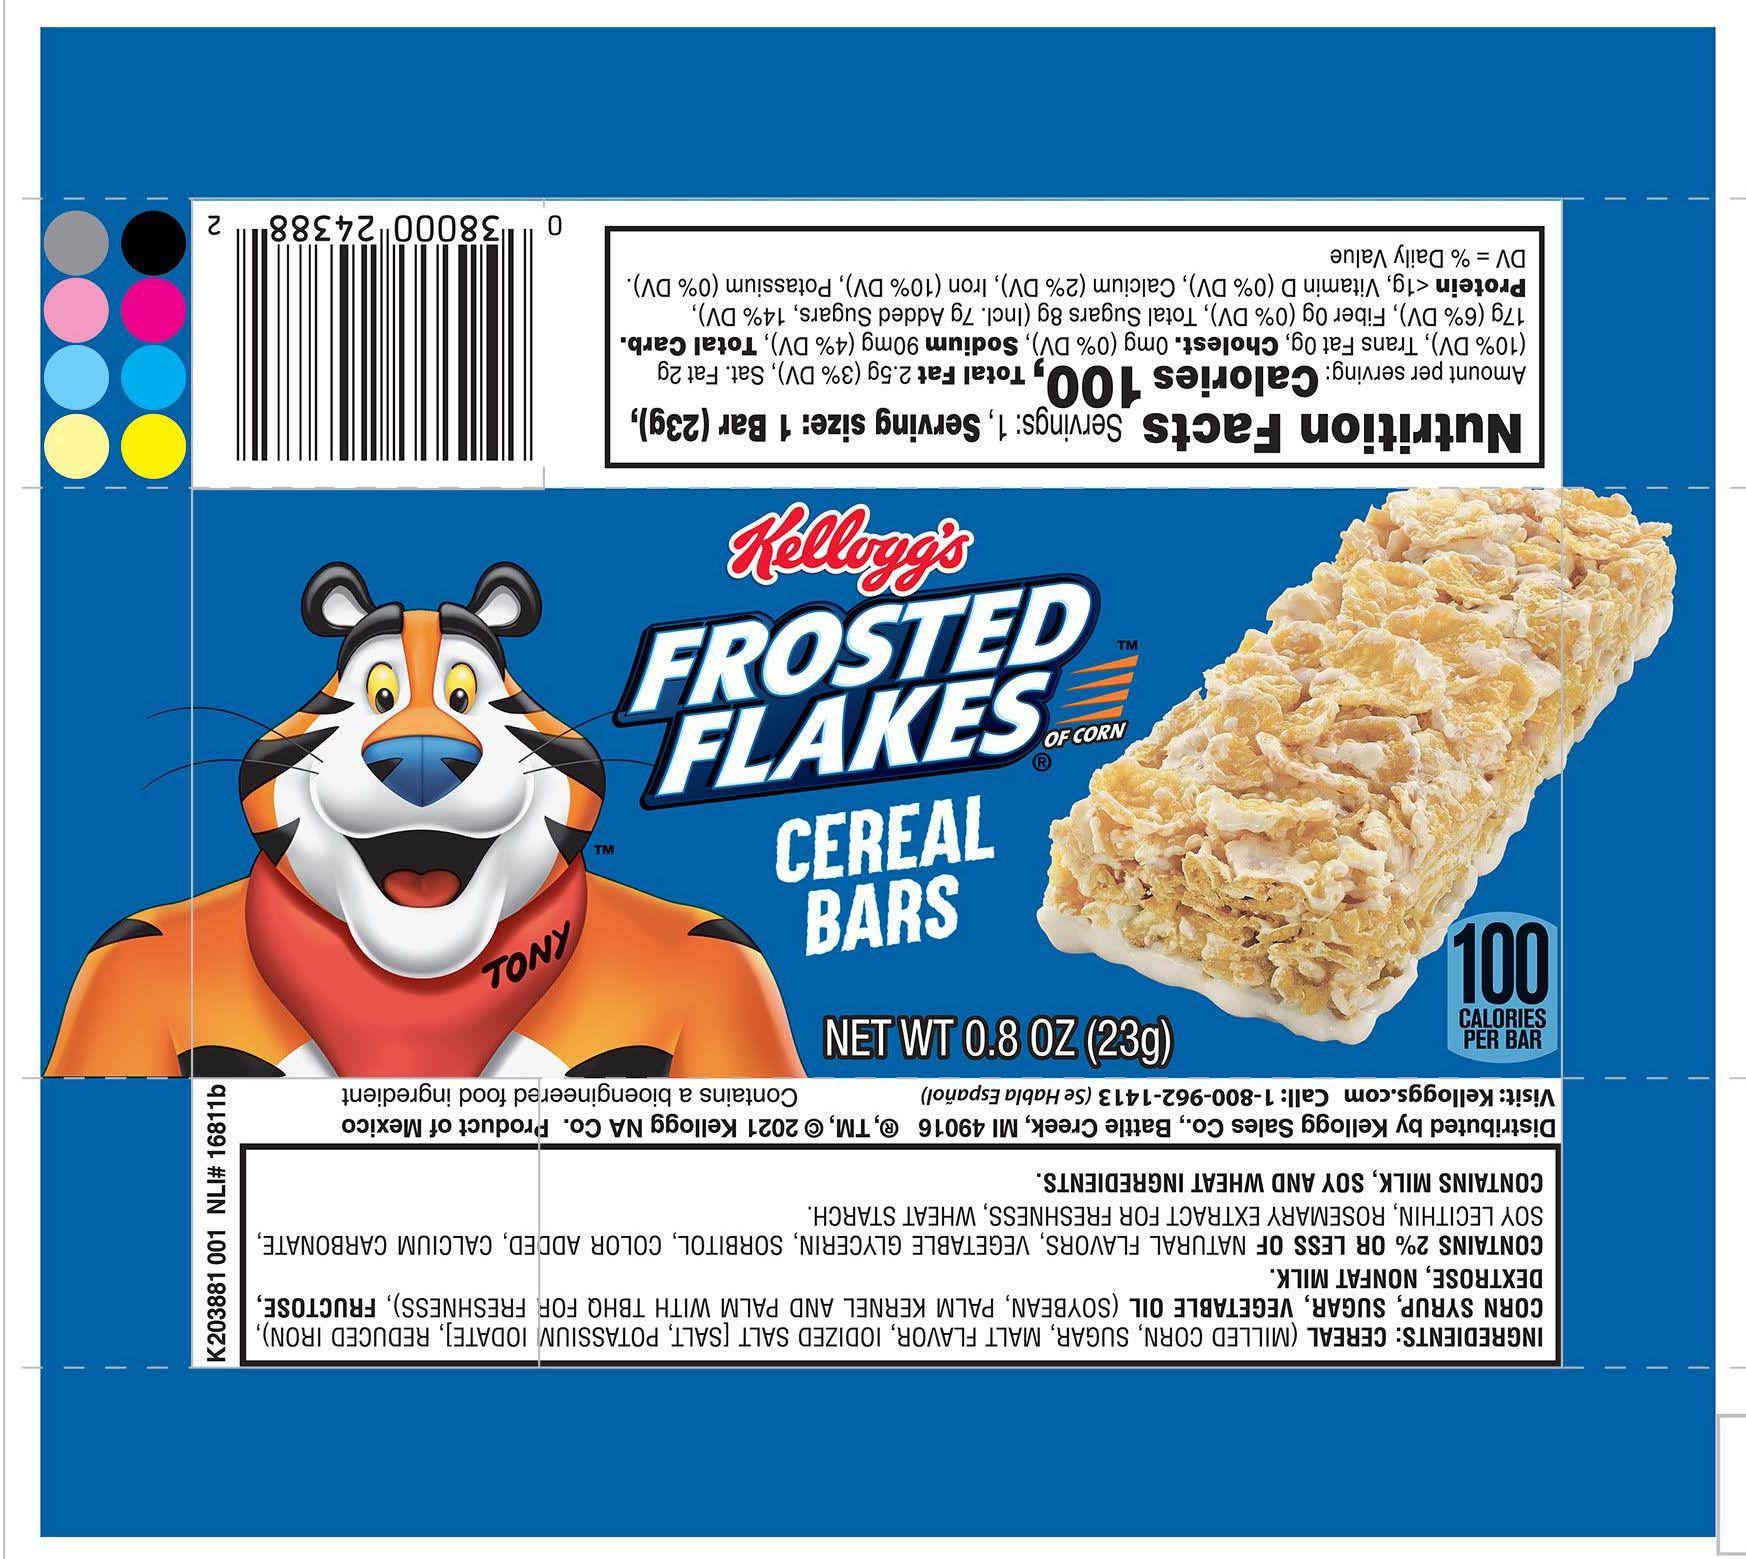 0 38000 24388 2
Nutrition Facts Servings: 1, Serving size: 1 Bar (23g),
Amount per serving: Calories 100, Total Fat 2.5g (3% DV), Sat. Fat 2g
(10% DV), Trans Fat 0g, Cholest. 0mg (0% DV), Sodium 90mg (4% DV), Total Carb.
17g (6% DV), Fiber 0g (0% DV), Total Sugars 8g (Incl. 7g Added Sugars, 14% DV),
Protein <1g, Vitamin D (0% DV), Calcium (2% DV), Iron (10% DV), Potassium (0% DV).
DV = % Daily Value
Kellogg's
FROSTED
FLAKES ®
TM
OF CORN
CEREAL
BARS
TM
TONY
NET WT 0.8 OZ (23g)
100
CALORIES
PER BAR
INGREDIENTS: CEREAL (MILLED CORN, SUGAR, MALT FLAVOR, IODIZED SALT [SALT, POTASSIUM IODATE], REDUCED IRON),
CORN SYRUP, SUGAR, VEGETABLE OIL (SOYBEAN, PALM KERNEL AND PALM WITH TBHQ FOR FRESHNESS), FRUCTOSE,
DEXTROSE, NONFAT MILK.
CONTAINS 2% OR LESS OF NATURAL FLAVORS, VEGETABLE GLYCERIN, SORBITOL, COLOR ADDED, CALCIUM CARBONATE,
SOY LECITHIN, ROSEMARY EXTRACT FOR FRESHNESS, WHEAT STARCH.
CONTAINS MILK, SOY AND WHEAT INGREDIENTS.
Distributed by Kellogg Sales Co., Battle Creek, MI 49016 ®, TM, © 2021 Kellogg NA Co. Product of Mexico
Visit: Kelloggs.com Call: 1-800-962-1413 (Se Habla Español) Contains a bioengineered food ingredient
K203881 001 NLI# 16811b